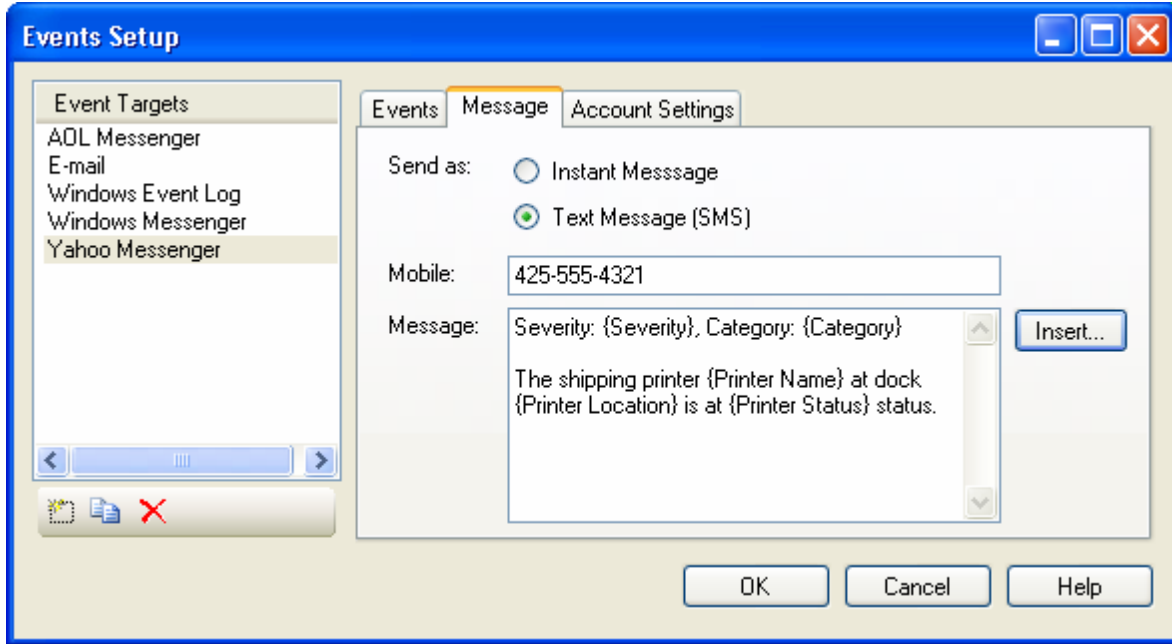 Events Setup
Event Targets
AOL Messenger
E-mail
Windows Event Log
Windows Messenger
Yahoo Messenger
Events
Message
Account Settings
Send as:
Instant Messsage
Text Message (SMS)
Mobile:
425-555-4321
Message:
Severity: {Severity}, Category: {Category}
The shipping printer {Printer Name} at dock
{Printer Location} is at {Printer Status} status.
Insert...
OK
Cancel
Help